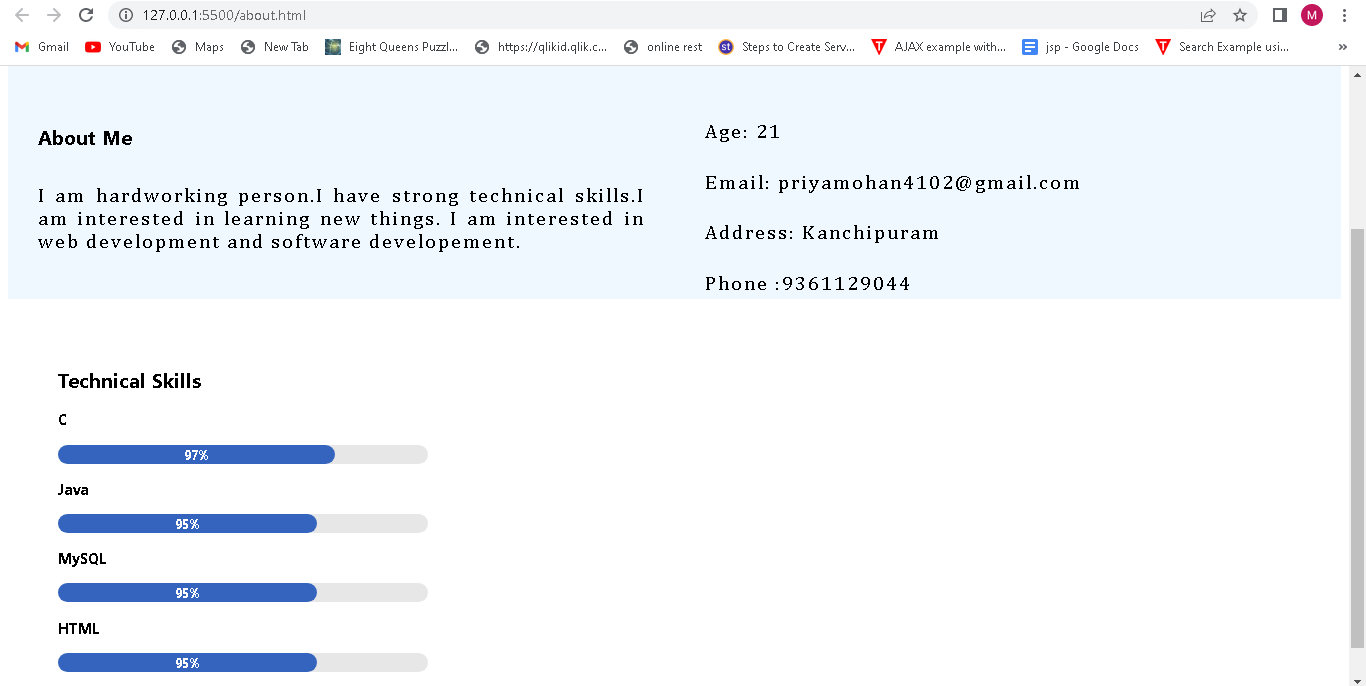 127.0.0.1:5500/about.html
M
Gmail YouTube Maps New Tab Eight Queens Puzzl... https://qlikid.qlik.c... online rest st Steps to Create Serv... T AJAX example with... jsp - Google Docs T Search Example usi... »
About Me
I am hardworking person.I have strong technical skills.I
am interested in learning new things. I am interested in
web development and software developement.
Age: 21
Email: priyamohan4102@gmail.com
Address: Kanchipuram
Phone :9361129044
Technical Skills
C
97%
Java
95%
MySQL
95%
HTML
95%